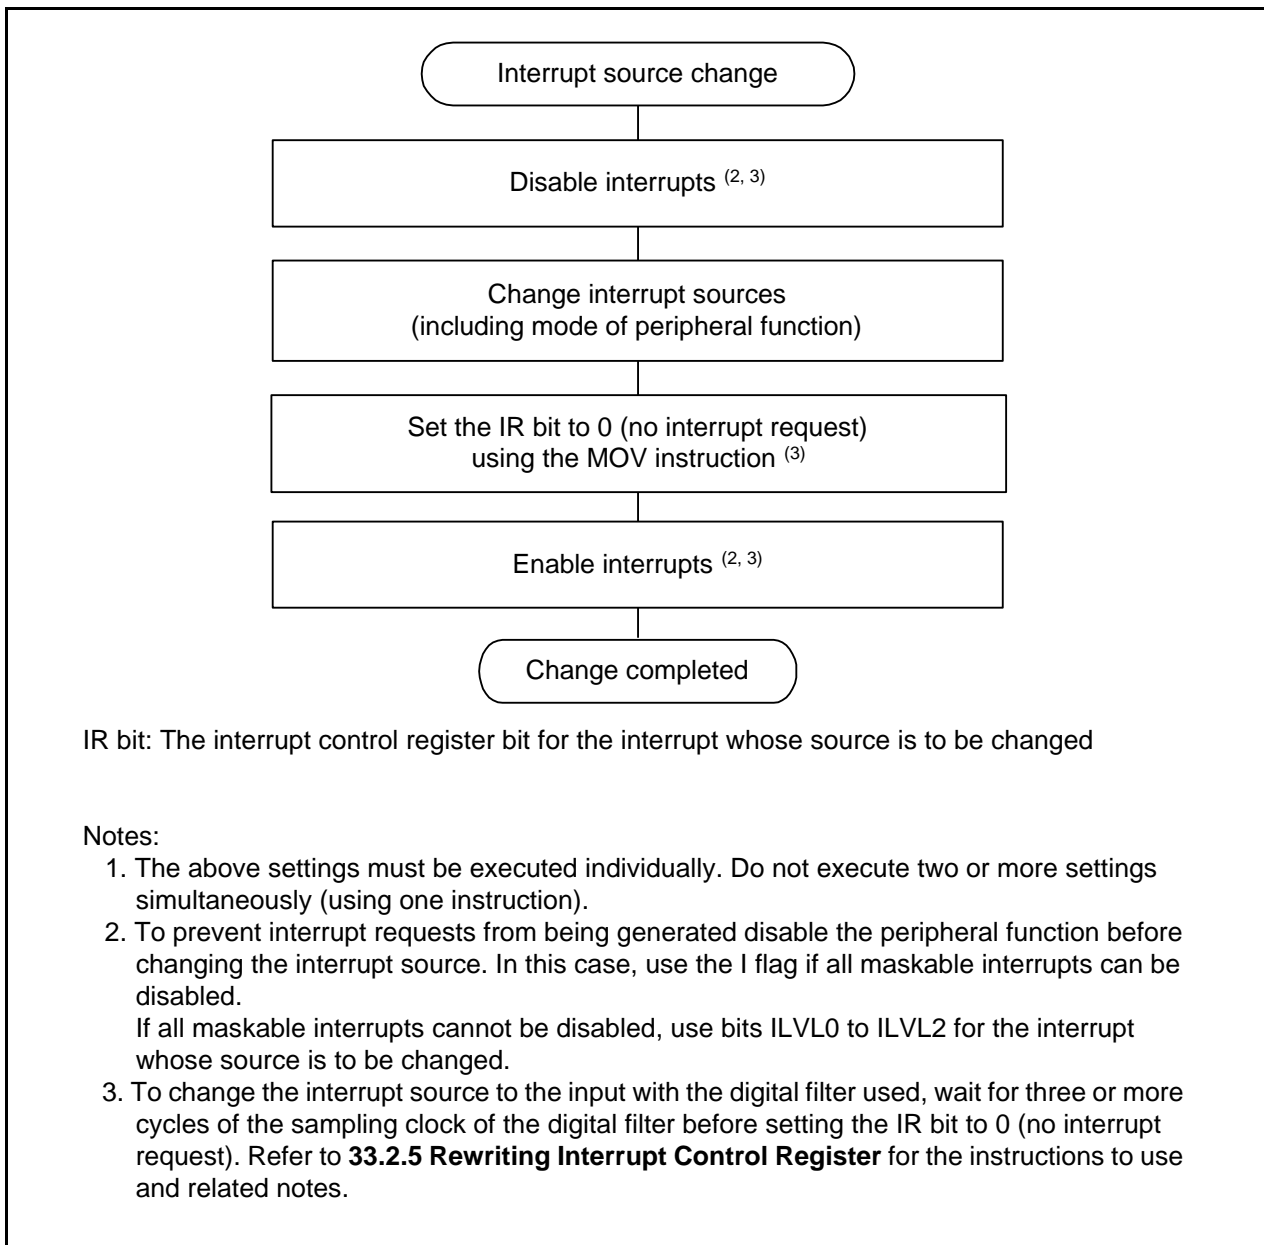 Interrupt source change
Disable interrupts (2, 3)
Change interrupt sources
(including mode of peripheral function)
Set the IR bit to 0 (no interrupt request)
using the MOV instruction (3)
Enable interrupts (2, 3)
Change completed
IR bit: The interrupt control register bit for the interrupt whose source is to be changed
Notes:
1. The above settings must be executed individually. Do not execute two or more settings
simultaneously (using one instruction).
2. To prevent interrupt requests from being generated disable the peripheral function before
changing the interrupt source. In this case, use the I flag if all maskable interrupts can be
disabled.
If all maskable interrupts cannot be disabled, use bits ILVL0 to ILVL2 for the interrupt
whose source is to be changed.
3. To change the interrupt source to the input with the digital filter used, wait for three or more
cycles of the sampling clock of the digital filter before setting the IR bit to 0 (no interrupt
request). Refer to 33.2.5 Rewriting Interrupt Control Register for the instructions to use
and related notes.